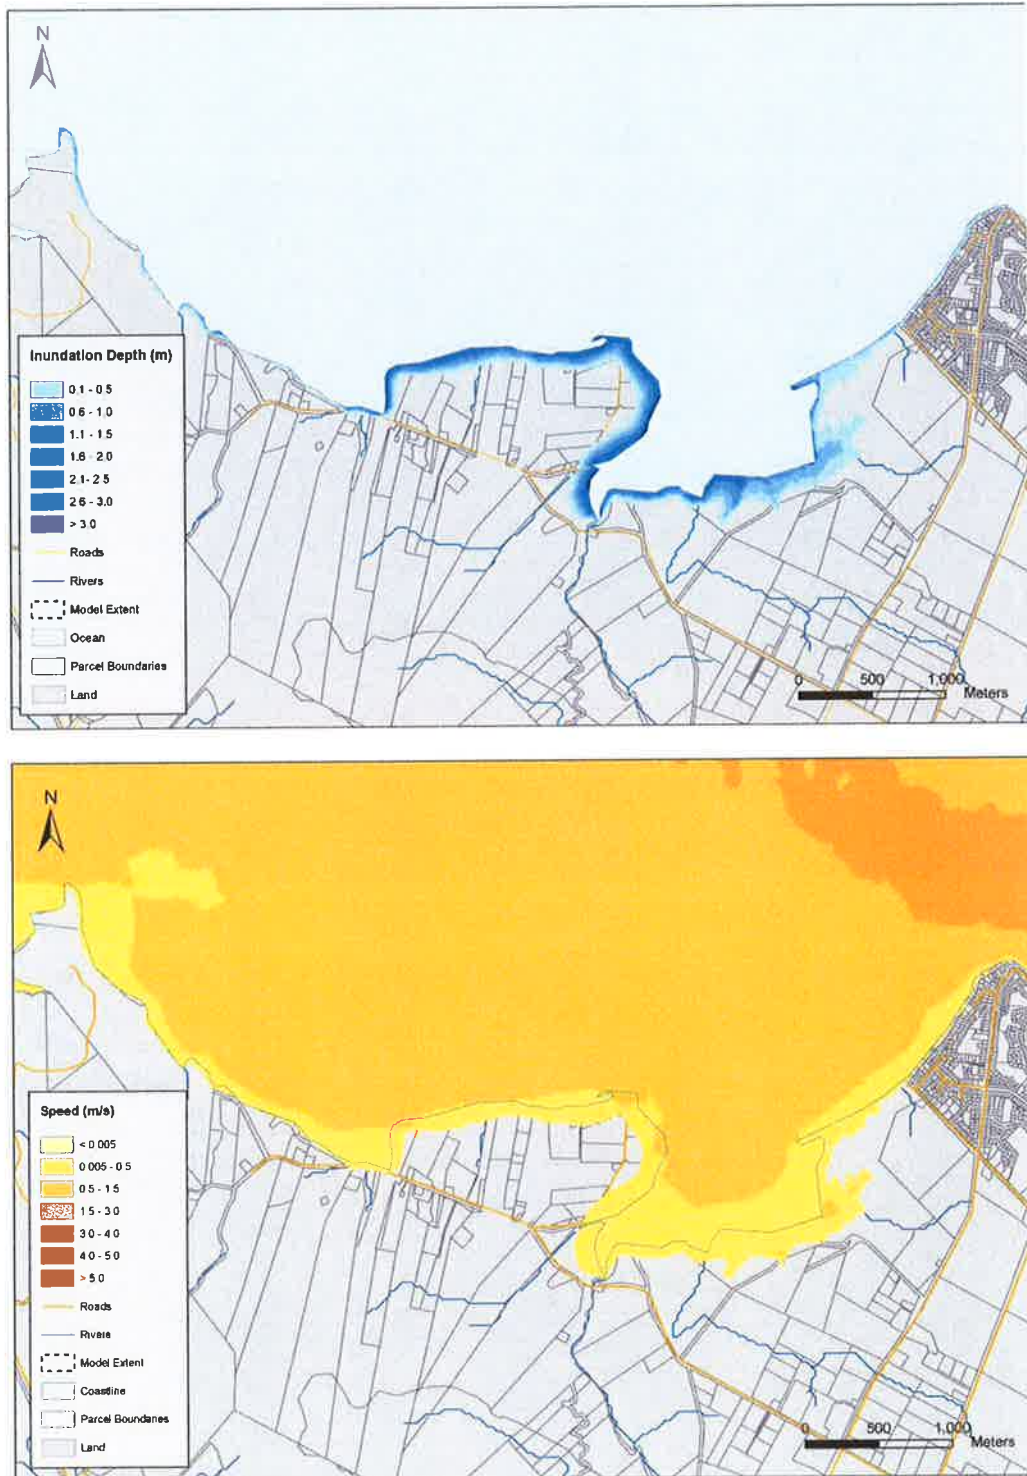 N
Inundation Depth (m)
0.1 - 0.5
0.6 - 1.0
1.1 - 1.5
1.6 - 2.0
2.1 - 2.5
2.6 - 3.0
> 3.0
Roads
Rivers
Model Extent
Ocean
Parcel Boundaries
Land
0 500 1,000
Meters
N
Speed (m/s)
< 0.005
0.005 - 0.5
0.5 - 1.5
1.5 - 3.0
3.0 - 4.0
4.0 - 5.0
> 5.0
Roads
Rivers
Model Extent
Coastline
Parcel Boundaries
Land
0 500 1,000
Meters